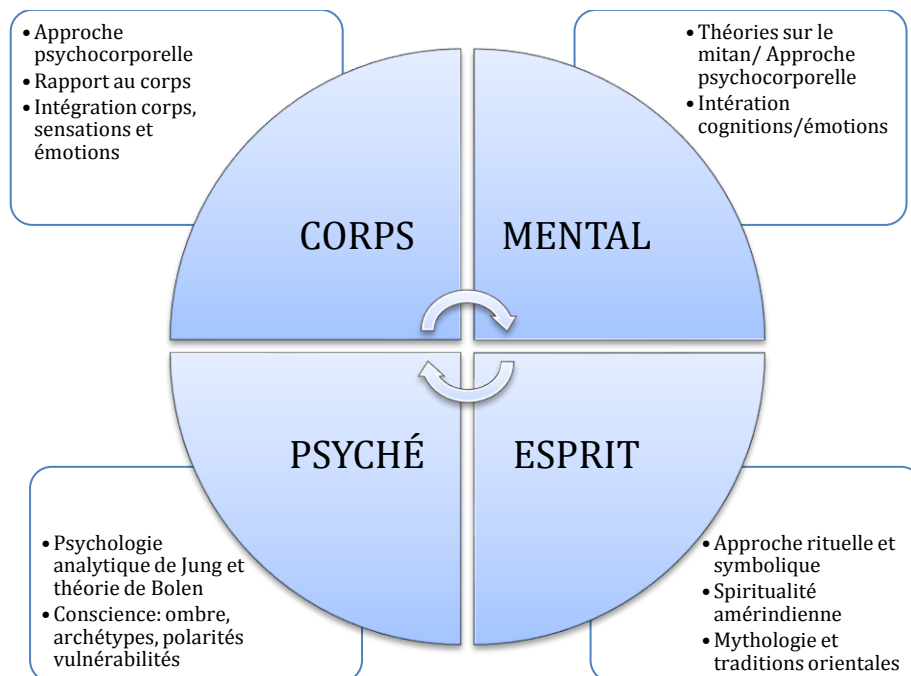 • Approche
psychocorporelle
• Rapport au corps
• Intégration corps,
sensations et
émotions
• Théories sur le
mitan/ Approche
psychocorporelle
• Intération
cognitions/émotions
CORPS
MENTAL
PSYCHÉ
ESPRIT
• Psychologie
analytique de Jung et
théorie de Bolen
• Conscience: ombre,
archétypes, polarités
vulnérabilités
• Approche rituelle et
symbolique
• Spiritualité
amérindienne
• Mythologie et
traditions orientales